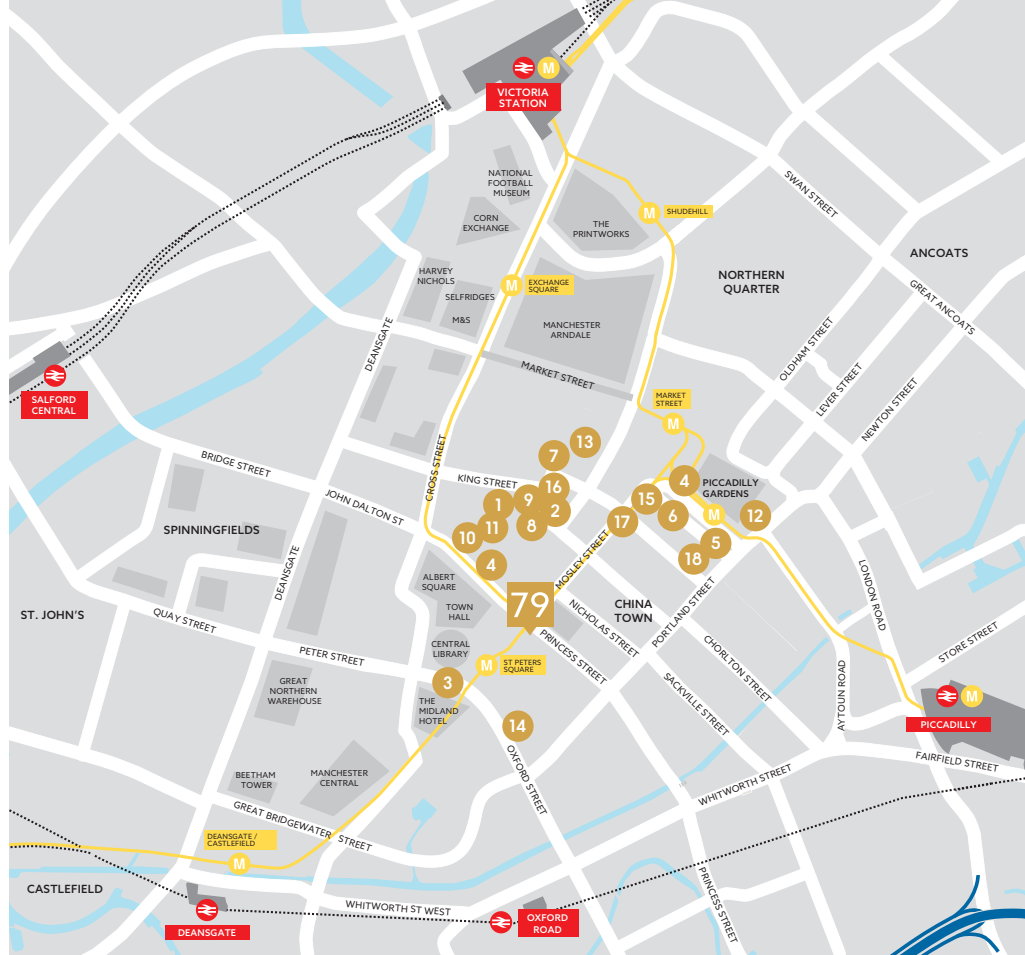 M
VICTORIA
STATION
NATIONAL
FOOTBALL
MUSEUM
SWAN STREET
M
SHUDEHILL
CORN
EXCHANGE
THE
PRINTWORKS
ANCOATS
NORTHERN
QUARTER
HARVEY
NICHOLS
M
EXCHANGE
SQUARE
SELFRIDGES
M&S
GREAT ANCOATS
MANCHESTER
ARNDALE
DEANSGATE
OLDHAM STREET
MARKET STREET
LEVER STREET
SALFORD
CENTRAL
MARKET
STREET
M
NEWTON STREET
BRIDGE STREET
CROSS STREET
13
7
KING STREET
4
PICCADILLY
GARDENS
16
JOHN DALTON ST
1
9
2
15
17
6
M
12
SPINNINGFIELDS
10
11
8
5
18
4
MOSLEY STREET
DEANSGATE
ALBERT
SQUARE
TOWN
HALL
79
NICHOLAS STREET
CHINA
TOWN
PORTLAND STREET
LONDON ROAD
ST. JOHN'S
QUAY STREET
PETER STREET
CENTRAL
LIBRARY
PRINCESS STREET
CHORLTON STREET
STORE STREET
M
ST PETERS
SQUARE
3
GREAT
NORTHERN
WAREHOUSE
THE
MIDLAND
HOTEL
SACKVILLE STREET
AYTOUN ROAD
M
PICCADILLY
14
OXFORD STREET
FAIRFIELD STREET
BEETHAM
TOWER
MANCHESTER
CENTRAL
WHITWORTH STREET
GREAT BRIDGEWATER STREET
DEANSGATE /
CASTLEFIELD
M
CASTLEFIELD
WHITWORTH ST WEST
PRINCESS STREET
DEANSGATE
OXFORD
ROAD